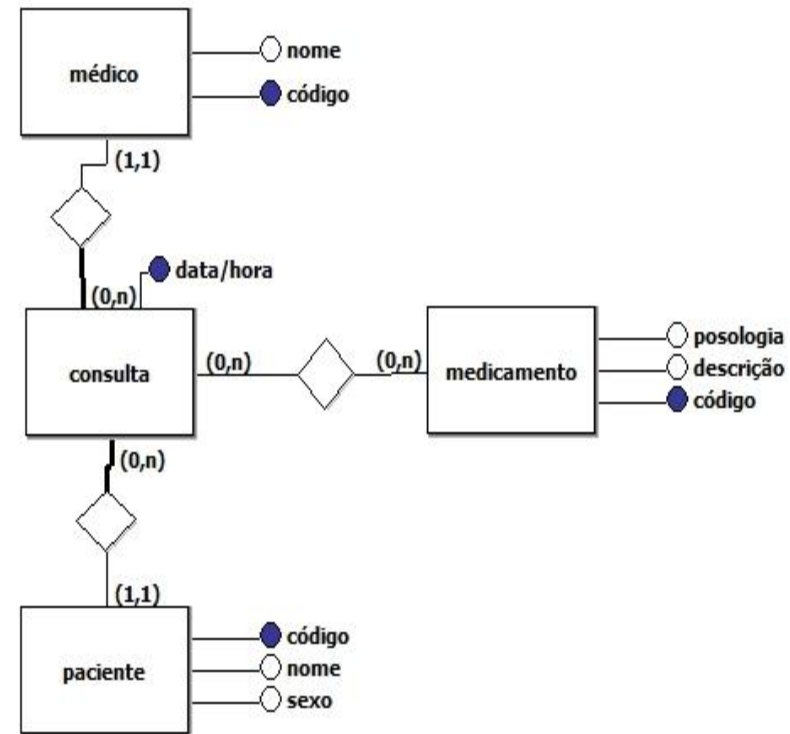 nome
médico
código
(1,1)
data/hora
(0,n)
posologia
(0,n) (0,n)
descrição
consulta medicamento
código
(0,n)
(1,1)
código
nome
paciente
sexo